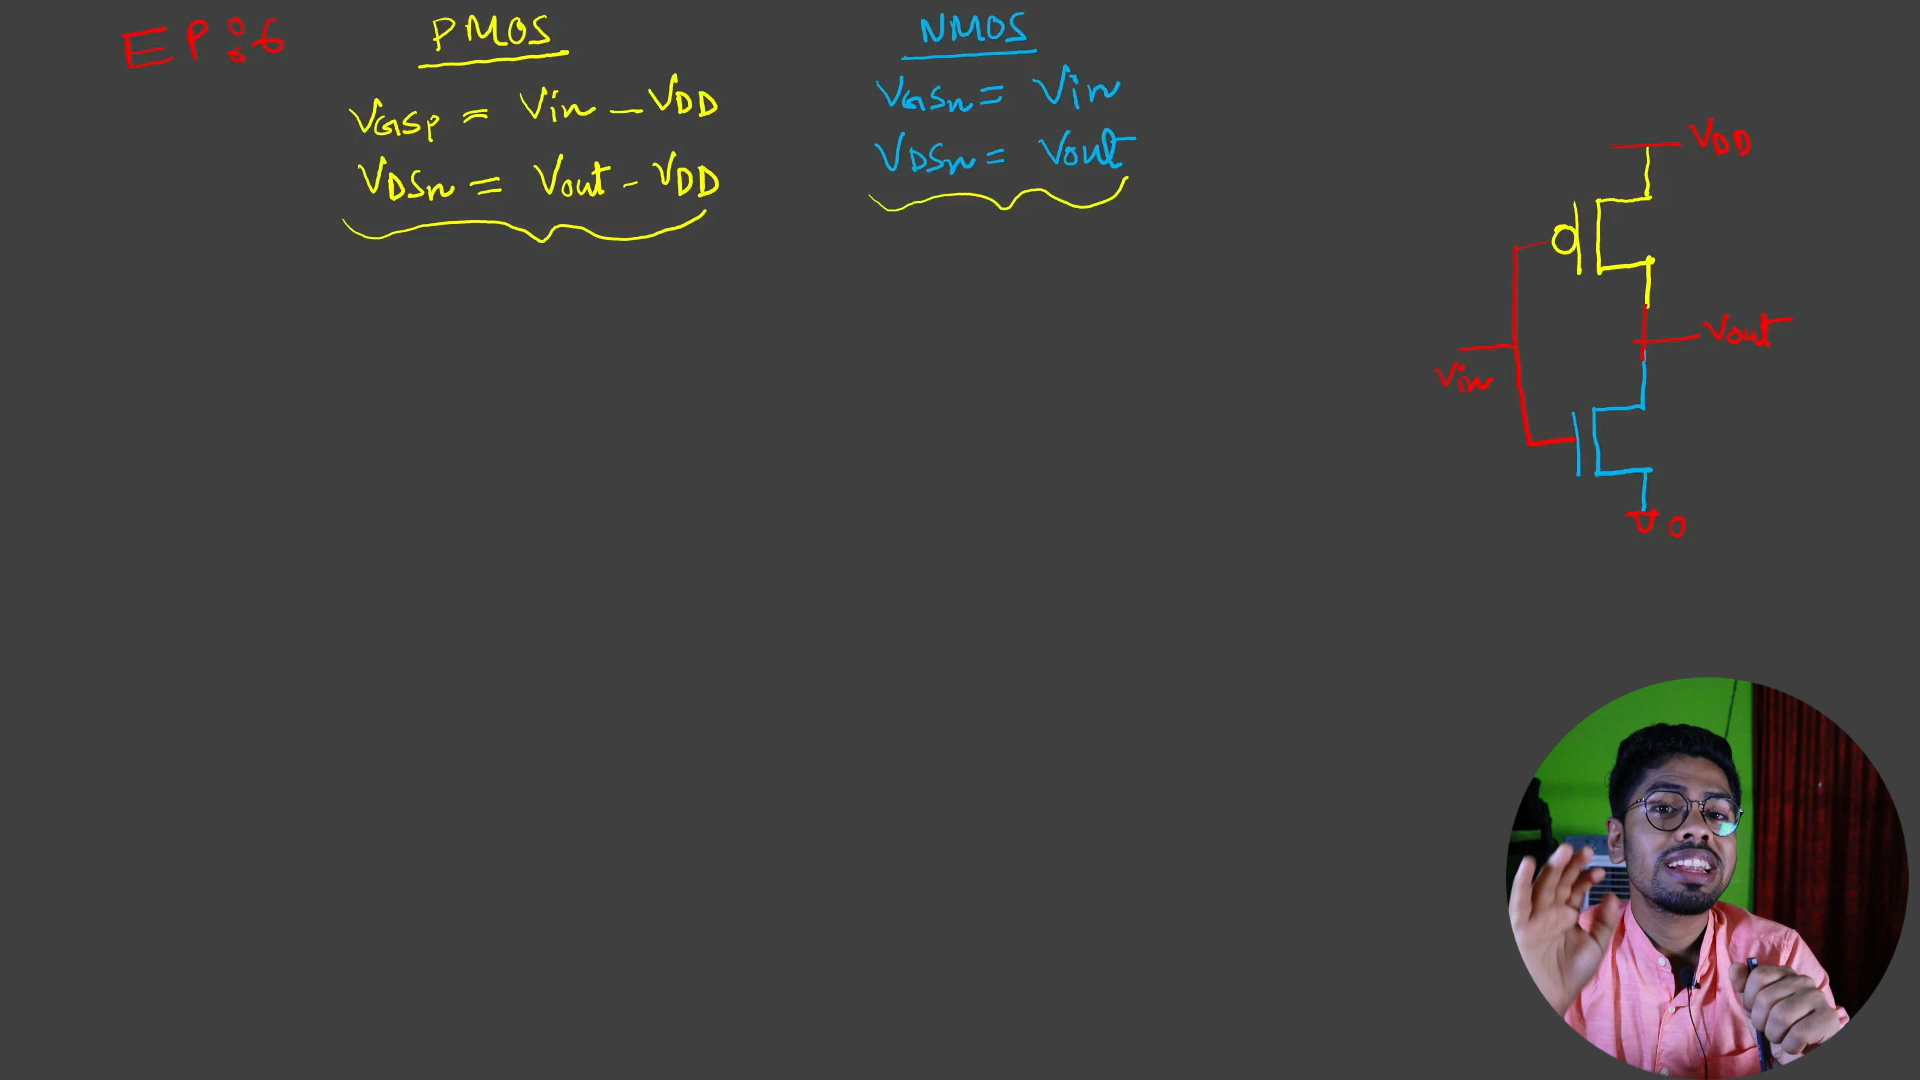 EP:6
PMOS
VGSp = Vin - VDD
VDSn = Vout - VDD
NMOS
VGSn = Vin
VDSn = Vout
VDD
Vout
Vin
0